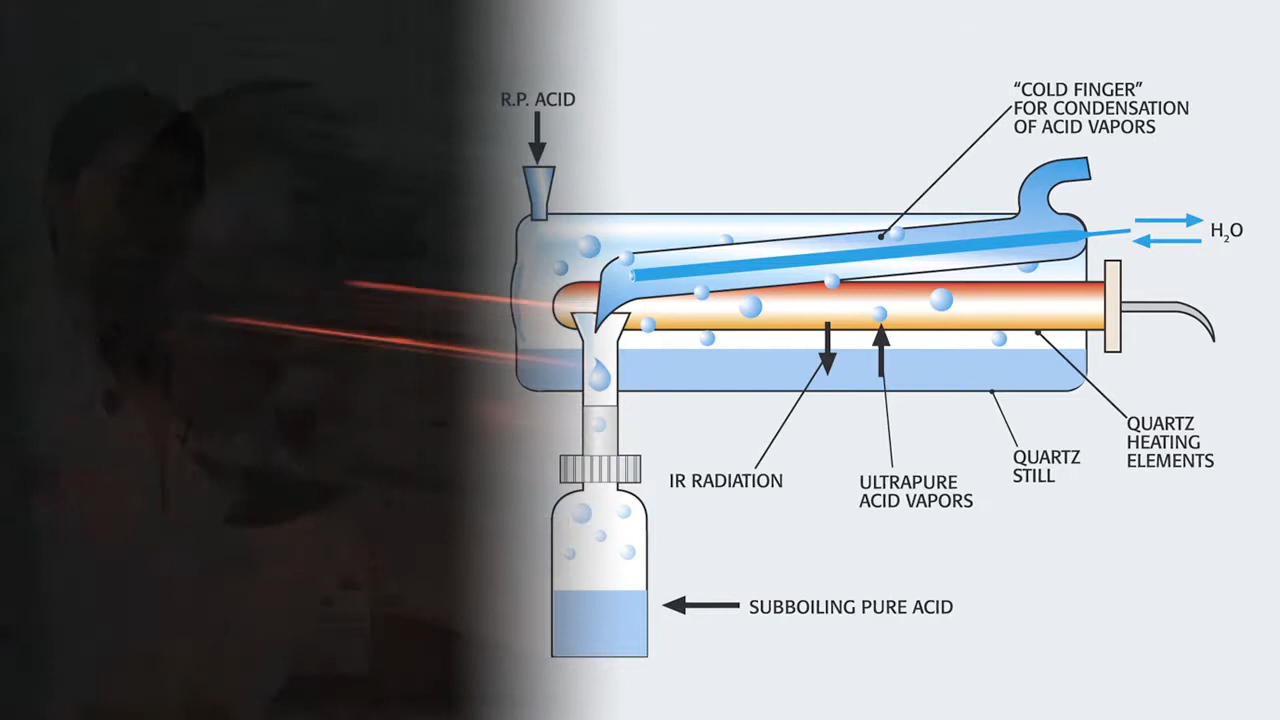 R.P. ACID
“COLD FINGER”
FOR CONDENSATION
OF ACID VAPORS
H₂O
IR RADIATION
ULTRAPURE
ACID VAPORS
QUARTZ
STILL
QUARTZ
HEATING
ELEMENTS
SUBBOILING PURE ACID